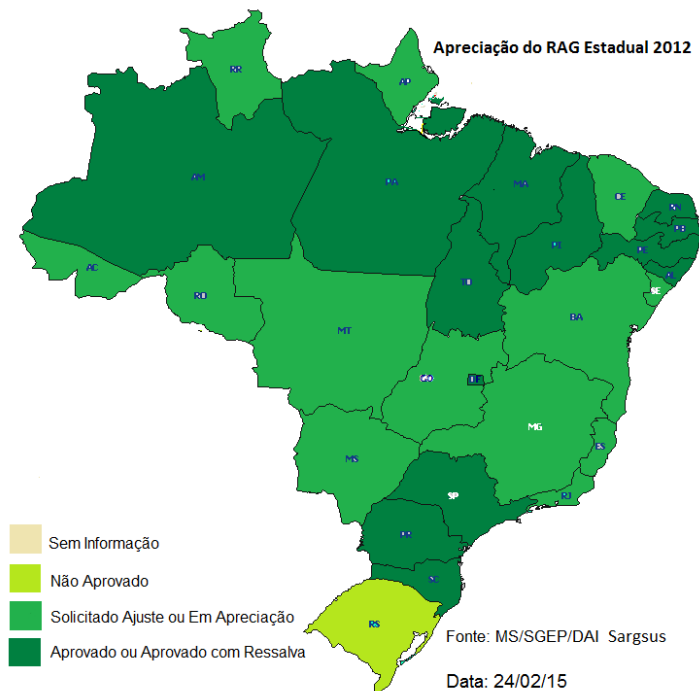 Apreciação do RAG Estadual 2012
RR
AP
AM
PA
MA
CE
RN
PB
PI
PE
AL
AC
RO
TO
SE
BA
MT
GO
DF
MG
ES
MS
SP
RJ
PR
SC
RS
Sem Informação
Não Aprovado
Solicitado Ajuste ou Em Apreciação
Aprovado ou Aprovado com Ressalva
Fonte: MS/SGEP/DAI Sargsus
Data: 24/02/15